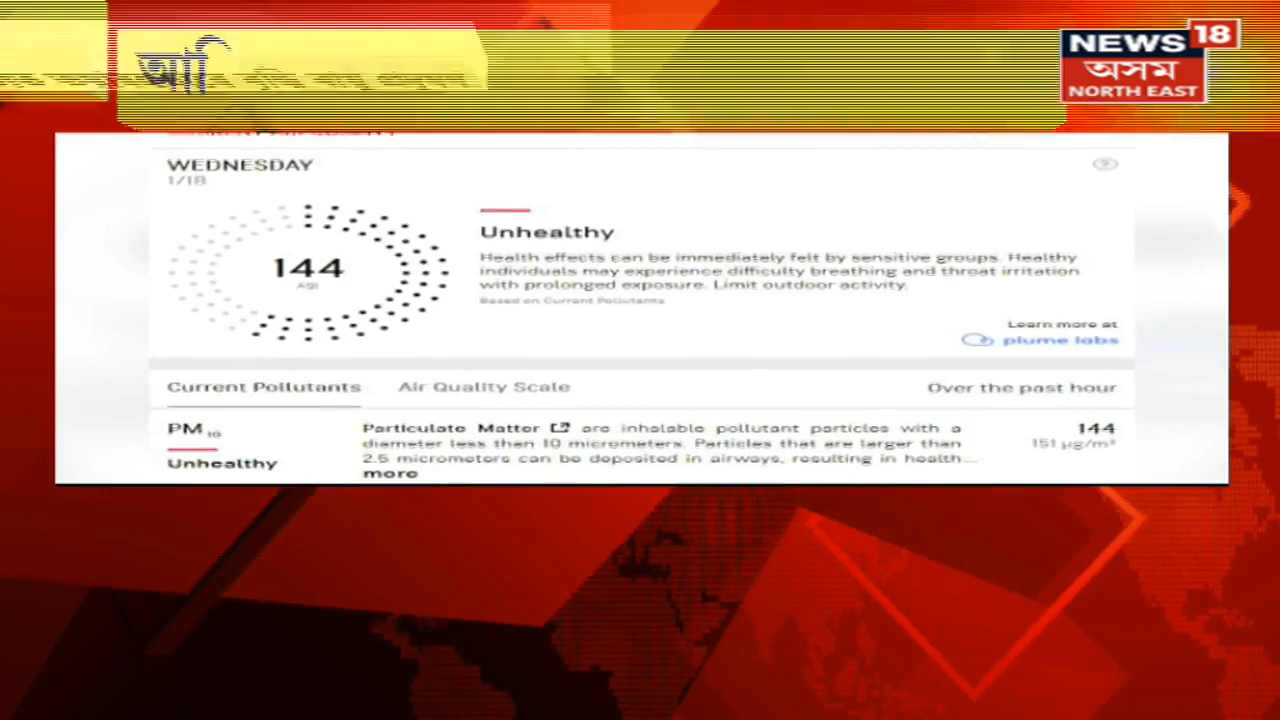 NEWS 18
অসম
NORTH EAST
WEDNESDAY
1/18
144
AQI
Unhealthy
Health effects can be immediately felt by sensitive groups. Healthy
individuals may experience difficulty breathing and throat irritation
with prolonged exposure. Limit outdoor activity.
Based on Current Pollutants
Learn more at
plume labs
Current Pollutants Air Quality Scale Over the past hour
PM 10
Unhealthy
Particulate Matter are inhalable pollutant particles with a
diameter less than 10 micrometers. Particles that are larger than
2.5 micrometers can be deposited in airways, resulting in health...
more
144
151 µg/m³